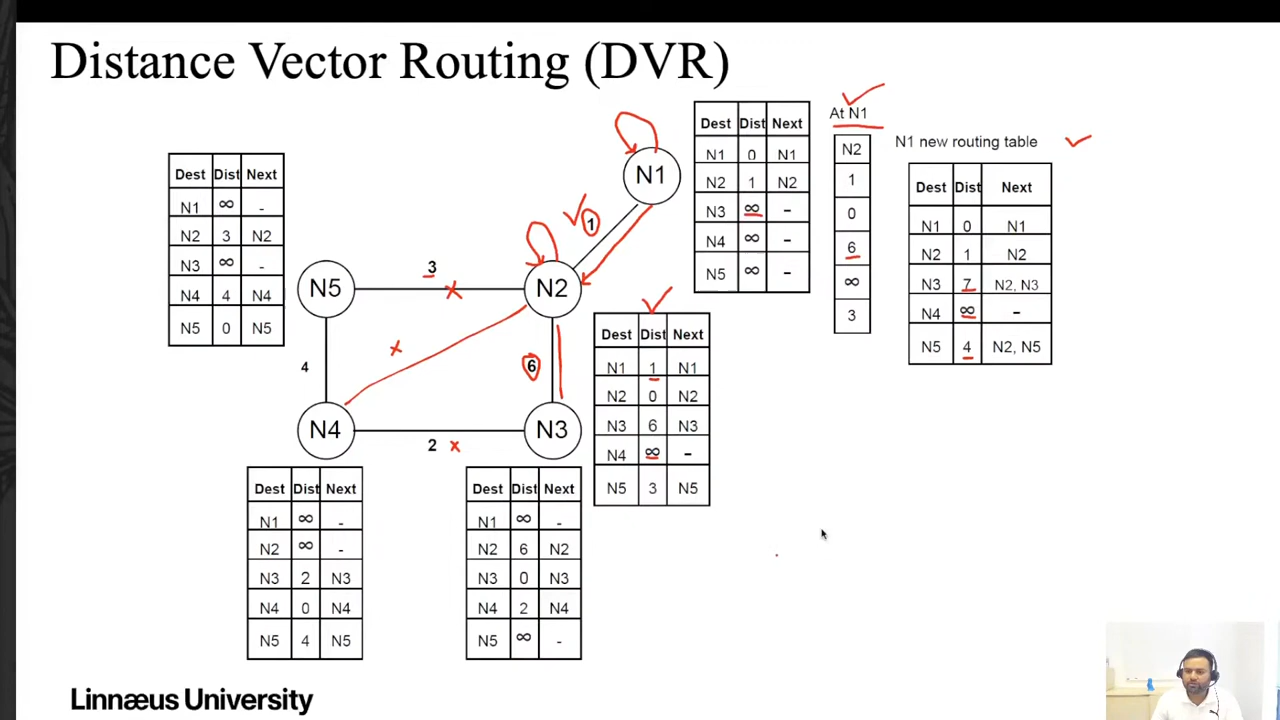 Distance Vector Routing (DVR)
Dest Dist Next
N1 ∞ -
N2 3 N2
N3 ∞ -
N4 4 N4
N5 0 N5
N1
N2
N5
N4
N3
1
3
6
4
2
Dest Dist Next
N1 0 N1
N2 1 N2
N3 ∞ -
N4 ∞ -
N5 ∞ -
At N1
N2
1
0
6
∞
3
N1 new routing table
Dest Dist Next
N1 0 N1
N2 1 N2
N3 7 N2, N3
N4 ∞ -
N5 4 N2, N5
Dest Dist Next
N1 1 N1
N2 0 N2
N3 6 N3
N4 ∞ -
N5 3 N5
Dest Dist Next
N1 ∞ -
N2 ∞ -
N3 2 N3
N4 0 N4
N5 4 N5
Dest Dist Next
N1 ∞ -
N2 6 N2
N3 0 N3
N4 2 N4
N5 ∞ -
Linnæus University